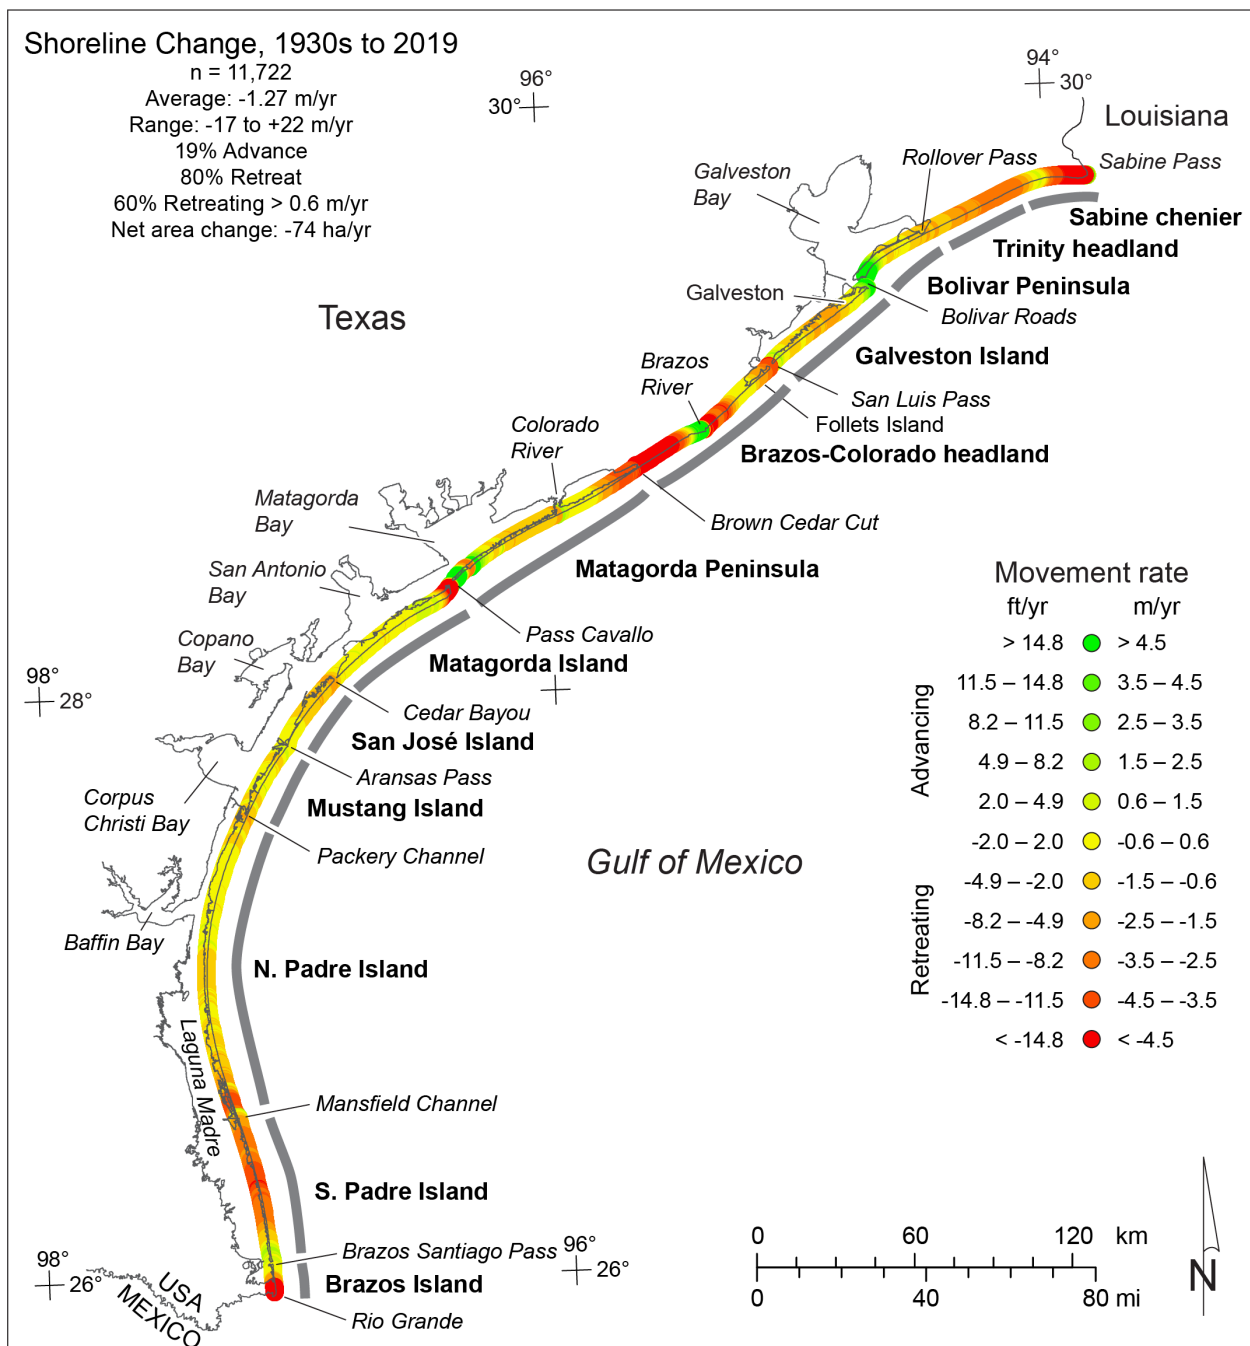 Shoreline Change, 1930s to 2019
n = 11,722
Average: -1.27 m/yr
Range: -17 to +22 m/yr
19% Advance
80% Retreat
60% Retreating > 0.6 m/yr
Net area change: -74 ha/yr
96°
30°
94°
30°
Louisiana
Sabine Pass
Rollover Pass
Galveston
Bay
Sabine chenier
Trinity headland
Bolivar Peninsula
Bolivar Roads
Galveston
Texas
Galveston Island
Brazos
River
San Luis Pass
Follets Island
Brazos-Colorado headland
Colorado
River
Brown Cedar Cut
Matagorda
Bay
Matagorda Peninsula
San Antonio
Bay
Pass Cavallo
Copano
Bay
Matagorda Island
98°
28°
Cedar Bayou
San José Island
Aransas Pass
Corpus
Christi Bay
Mustang Island
Packery Channel
Gulf of Mexico
Baffin Bay
N. Padre Island
Laguna Madre
Mansfield Channel
S. Padre Island
Brazos Santiago Pass
Brazos Island
Rio Grande
98°
26°
USA
MEXICO
96°
26°
Movement rate
ft/yr m/yr
Advancing
> 14.8 > 4.5
11.5 – 14.8 3.5 – 4.5
8.2 – 11.5 2.5 – 3.5
4.9 – 8.2 1.5 – 2.5
2.0 – 4.9 0.6 – 1.5
-2.0 – 2.0 -0.6 – 0.6
Retreating
-4.9 – -2.0 -1.5 – -0.6
-8.2 – -4.9 -2.5 – -1.5
-11.5 – -8.2 -3.5 – -2.5
-14.8 – -11.5 -4.5 – -3.5
< -14.8 < -4.5
0 60 120 km
0 40 80 mi
N